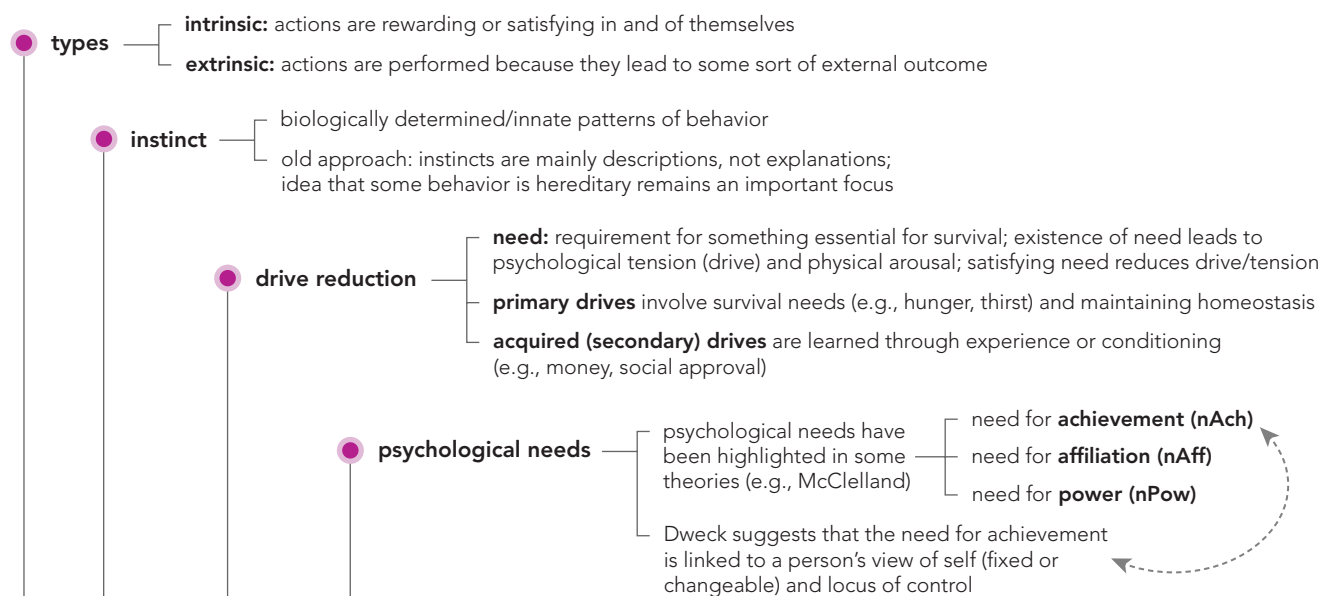 types
intrinsic: actions are rewarding or satisfying in and of themselves
extrinsic: actions are performed because they lead to some sort of external outcome
instinct
biologically determined/innate patterns of behavior
old approach: instincts are mainly descriptions, not explanations;
idea that some behavior is hereditary remains an important focus
drive reduction
need: requirement for something essential for survival; existence of need leads to
psychological tension (drive) and physical arousal; satisfying need reduces drive/tension
primary drives involve survival needs (e.g., hunger, thirst) and maintaining homeostasis
acquired (secondary) drives are learned through experience or conditioning
(e.g., money, social approval)
psychological needs
psychological needs have
been highlighted in some
theories (e.g., McClelland)
need for achievement (nAch)
need for affiliation (nAff)
need for power (nPow)
Dweck suggests that the need for achievement
is linked to a person's view of self (fixed or
changeable) and locus of control